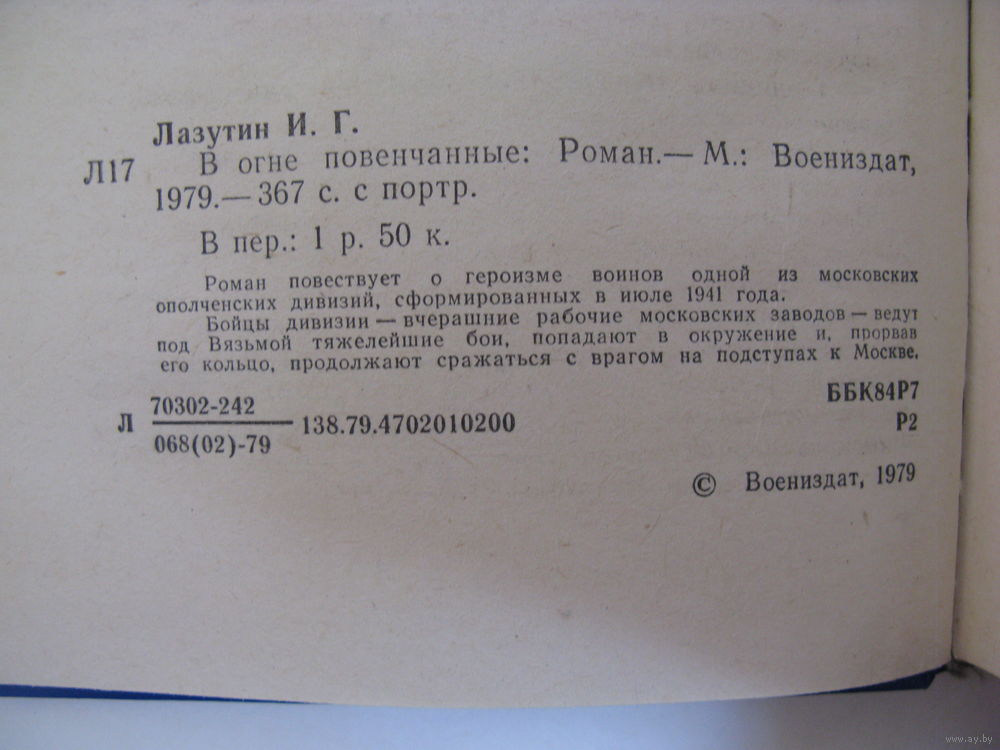 Лазутин И. Г.
Л17 В огне повенчанные: Роман.— М.: Воениздат,
1979.— 367 с. с портр.
В пер.: 1 р. 50 к.
Роман повествует о героизме воинов одной из московских
ополченских дивизий, сформированных в июле 1941 года.
Бойцы дивизии — вчерашние рабочие московских заводов — ведут
под Вязьмой тяжелейшие бои, попадают в окружение и, прорвав
его кольцо, продолжают сражаться с врагом на подступах к Москве.
70302-242
Л 138.79.4702010200
068(02)-79
ББК84Р7
Р2
© Воениздат, 1979
www.ay.by